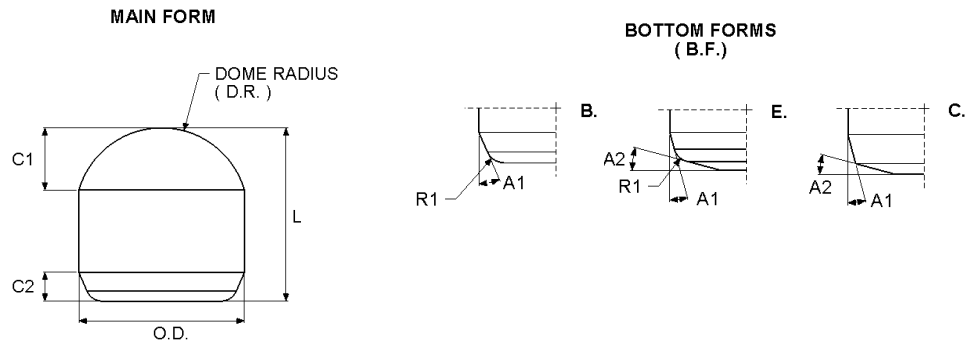 MAIN FORM
DOME RADIUS
( D.R. )
C1
L
C2
O.D.
BOTTOM FORMS
( B.F.)
B.
R1
A1
E.
A2
R1
A1
C.
A2
A1